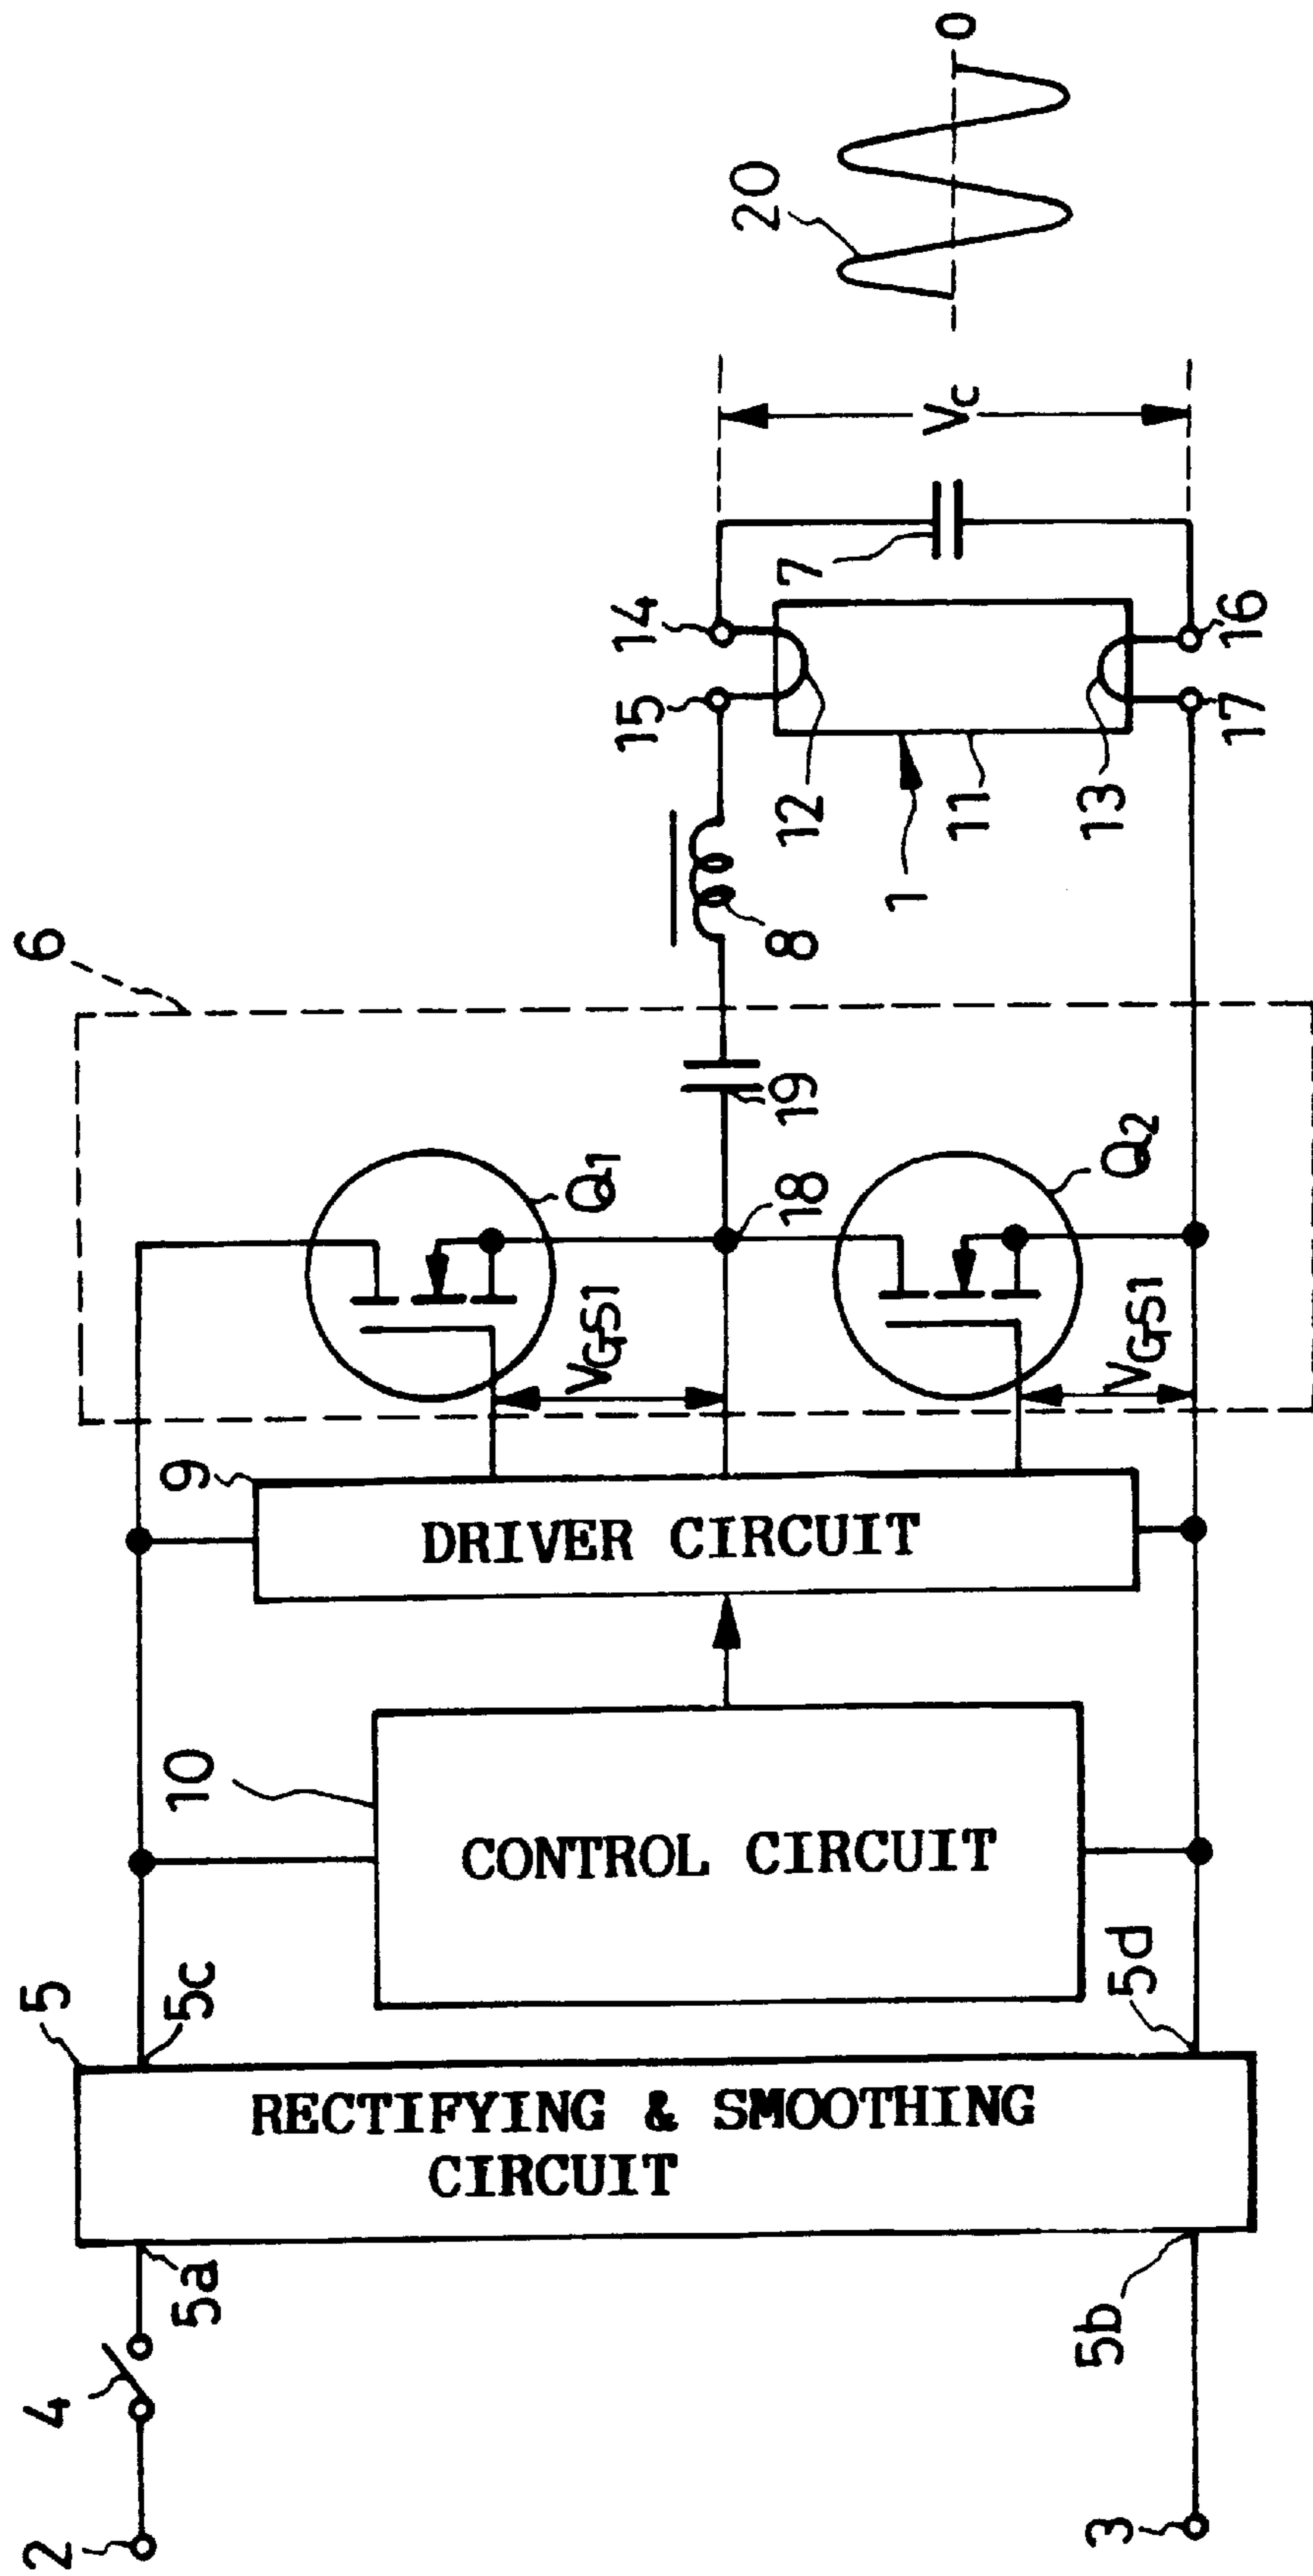 2
4
5a
5
5c
RECTIFYING & SMOOTHING
CIRCUIT
3
5b
5d
10
CONTROL CIRCUIT
9
DRIVER CIRCUIT
6
VGS1
Q1
18
19
VGS1
Q2
8
15
14
12
1
11
13
17
16
7
Vc
20
0